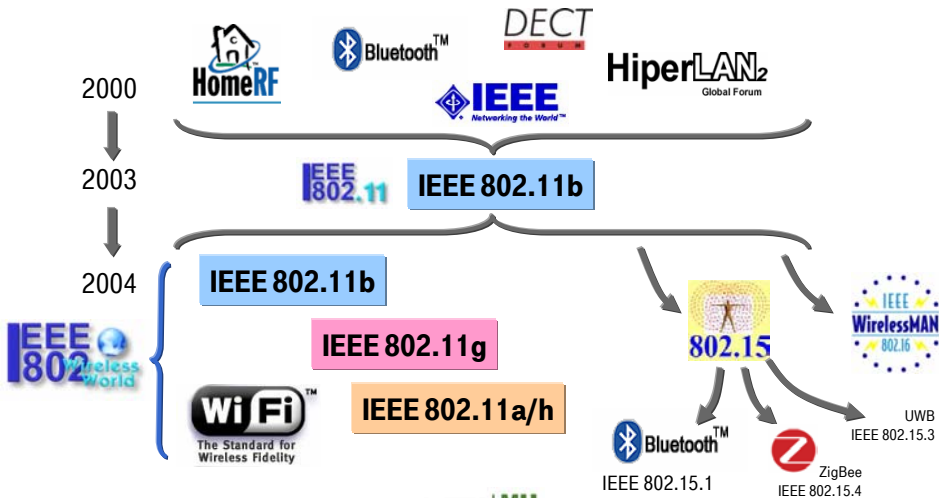 HomeRF™
Bluetooth™
DECT
FORUM
HiperLAN2
Global Forum
2000
IEEE
Networking the World™
2003
IEEE
802.11
IEEE 802.11b
2004
IEEE 802.11b
IEEE
802
Wireless
World
IEEE 802.11g
802.15
IEEE
WirelessMAN
802.16
WiFi™
The Standard for
Wireless Fidelity
IEEE 802.11a/h
Bluetooth™
IEEE 802.15.1
Z
ZigBee
IEEE 802.15.4
UWB
IEEE 802.15.3